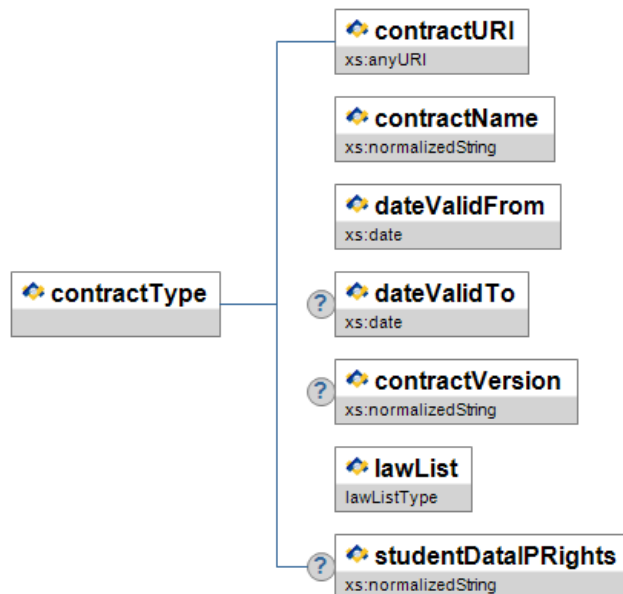 contractURI
xs:anyURI
contractName
xs:normalizedString
dateValidFrom
xs:date
contractType
?
dateValidTo
xs:date
?
contractVersion
xs:normalizedString
lawList
lawListType
?
studentDataIPRights
xs:normalizedString